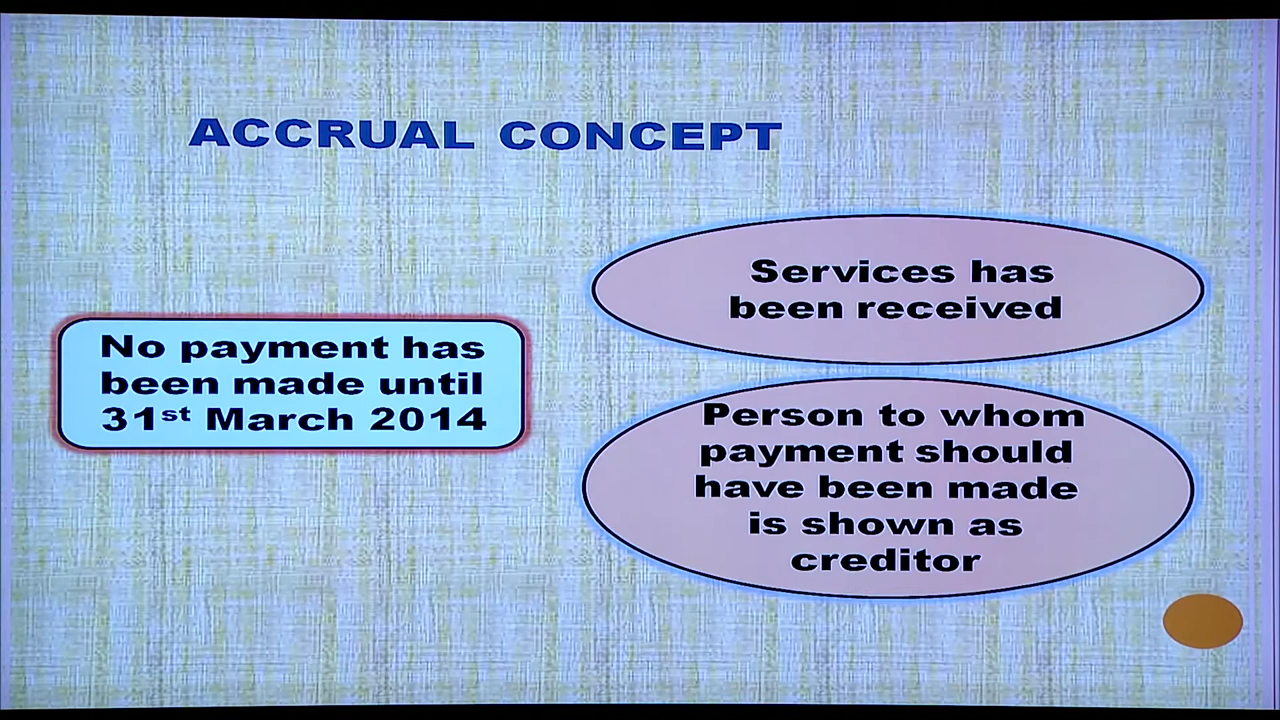 ACCRUAL CONCEPT
No payment has
been made until
31st March 2014
Services has
been received
Person to whom
payment should
have been made
is shown as
creditor